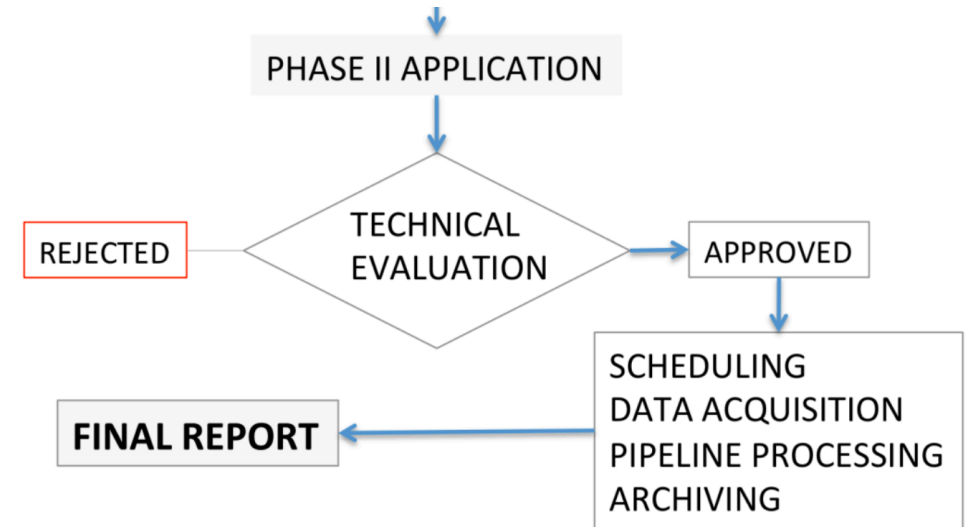 PHASE II APPLICATION
TECHNICAL
EVALUATION
REJECTED
APPROVED
SCHEDULING
DATA ACQUISITION
PIPELINE PROCESSING
ARCHIVING
FINAL REPORT